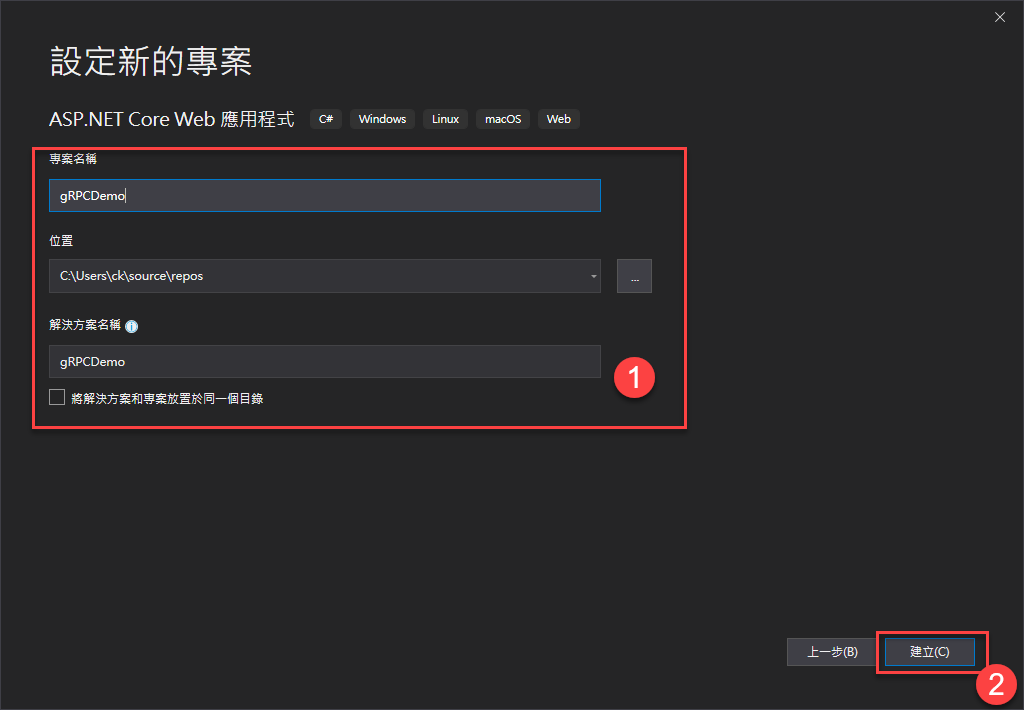 設定新的專案
ASP.NET Core Web 應用程式 C# Windows Linux macOS Web
專案名稱
gRPCDemo
位置
C:\Users\ck\source\repos
...
解決方案名稱
gRPCDemo
1
將解決方案和專案放置於同一個目錄
上一步(B) 建立(C)
2